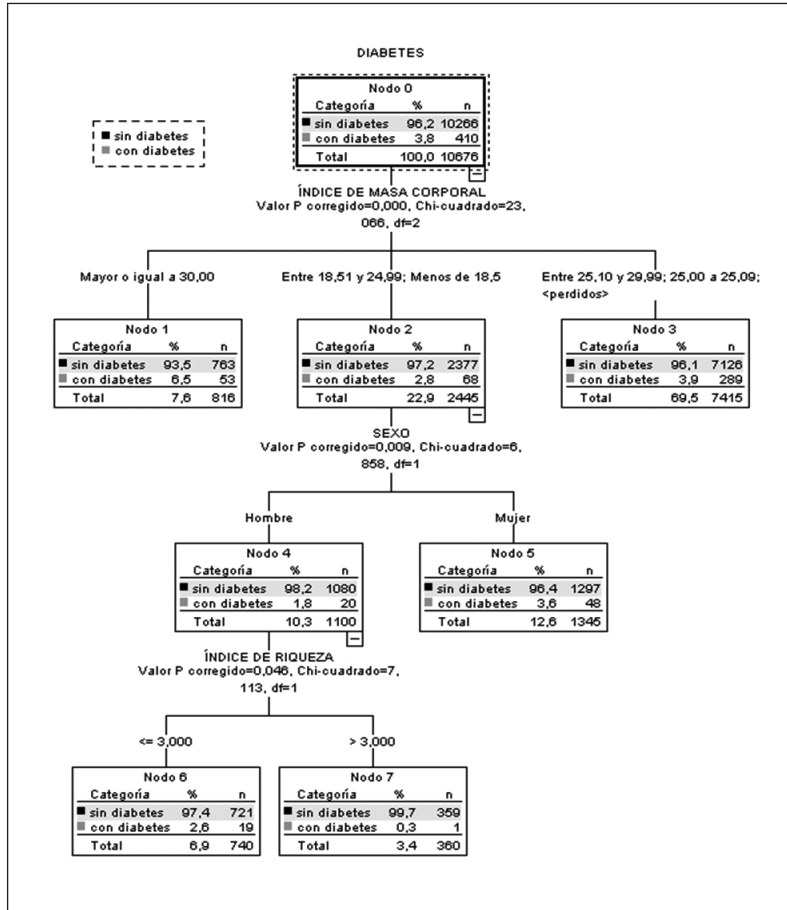 DIABETES
sin diabetes
con diabetes
Nodo 0
Categoría % n
sin diabetes 96,2 10266
con diabetes 3,8 410
Total 100,0 10676
ÍNDICE DE MASA CORPORAL
Valor P corregido=0,000, Chi-cuadrado=23,
066, df=2
Mayor o igual a 30,00
Entre 18,51 y 24,99; Menos de 18,5
Entre 25,10 y 29,99; 25,00 a 25,09;
<perdidos>
Nodo 1
Categoría % n
sin diabetes 93,5 763
con diabetes 6,5 53
Total 7,6 816
Nodo 2
Categoría % n
sin diabetes 97,2 2377
con diabetes 2,8 68
Total 22,9 2445
Nodo 3
Categoría % n
sin diabetes 96,1 7126
con diabetes 3,9 289
Total 69,5 7415
SEXO
Valor P corregido=0,009, Chi-cuadrado=6,
858, df=1
Hombre
Mujer
Nodo 4
Categoría % n
sin diabetes 98,2 1080
con diabetes 1,8 20
Total 10,3 1100
Nodo 5
Categoría % n
sin diabetes 96,4 1297
con diabetes 3,6 48
Total 12,6 1345
ÍNDICE DE RIQUEZA
Valor P corregido=0,046, Chi-cuadrado=7,
113, df=1
<= 3,000
> 3,000
Nodo 6
Categoría % n
sin diabetes 97,4 721
con diabetes 2,6 19
Total 6,9 740
Nodo 7
Categoría % n
sin diabetes 99,7 359
con diabetes 0,3 1
Total 3,4 360